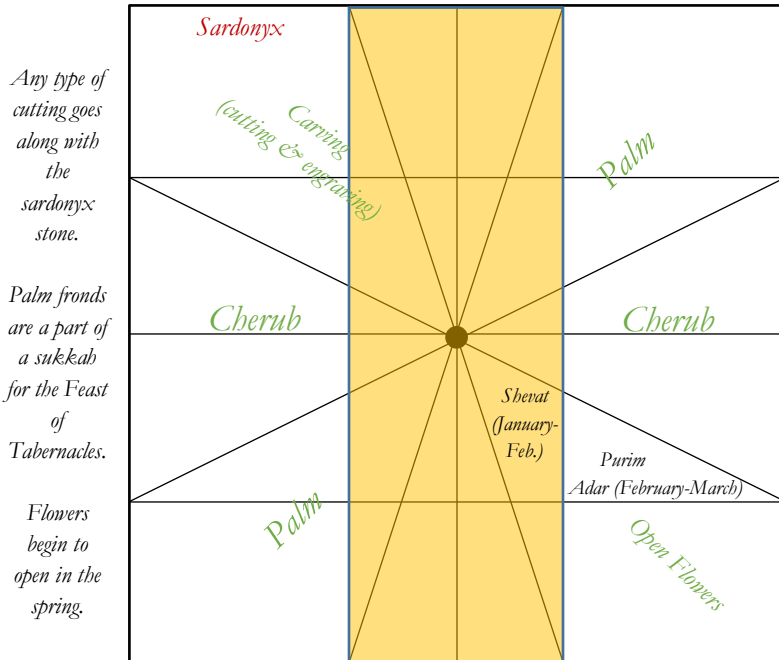 Any type of
cutting goes
along with
the
sardonyx
stone.
Palm fronds
are a part of
a sukkah
for the Feast
of
Tabernacles.
Flowers
begin to
open in the
spring.
Sardonyx
Carving
(cutting & engraving)
Palm
Cherub
Cherub
Shevat
(January-
Feb.)
Purim
Adar (February-March)
Palm
Open Flowers